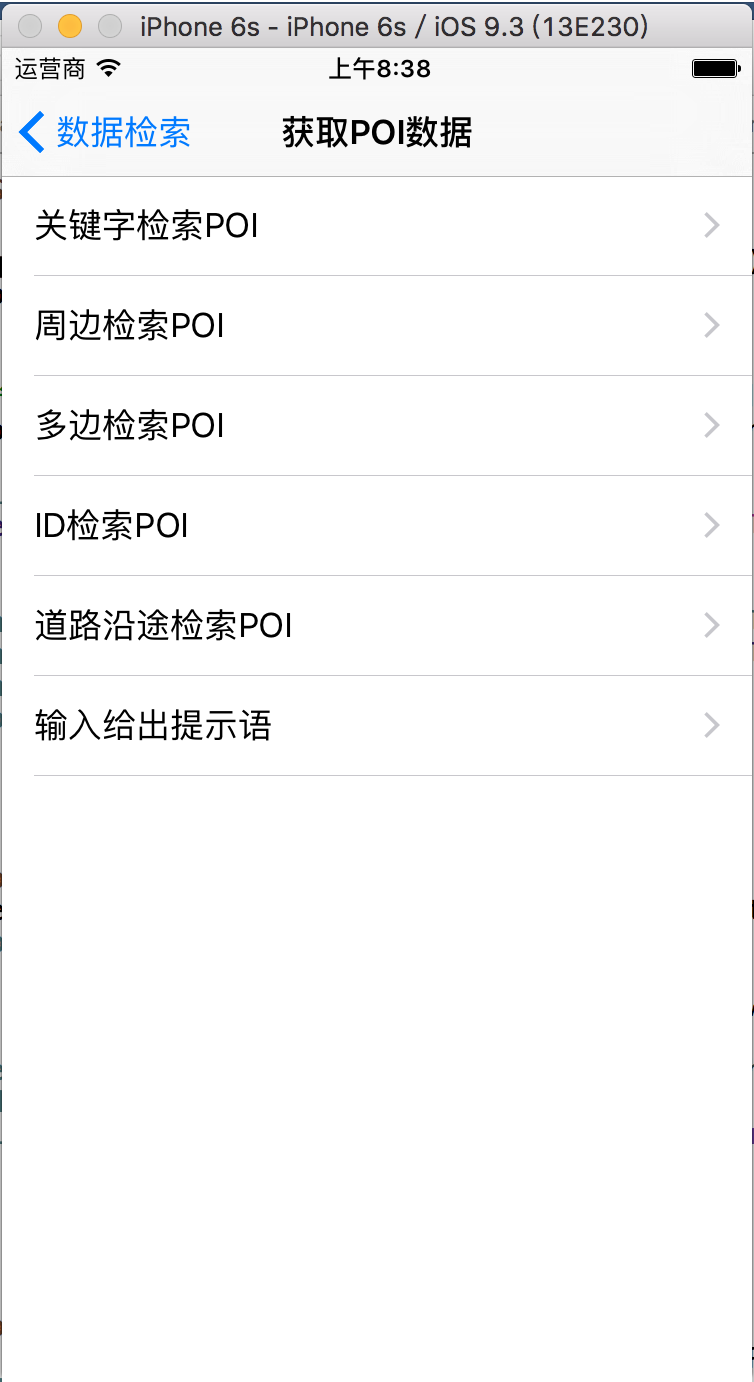 iPhone 6s - iPhone 6s / iOS 9.3 (13E230)
运营商 上午8:38
数据检索 获取POI数据
关键字检索POI
周边检索POI
多边检索POI
ID检索POI
道路沿途检索POI
输入给出提示语